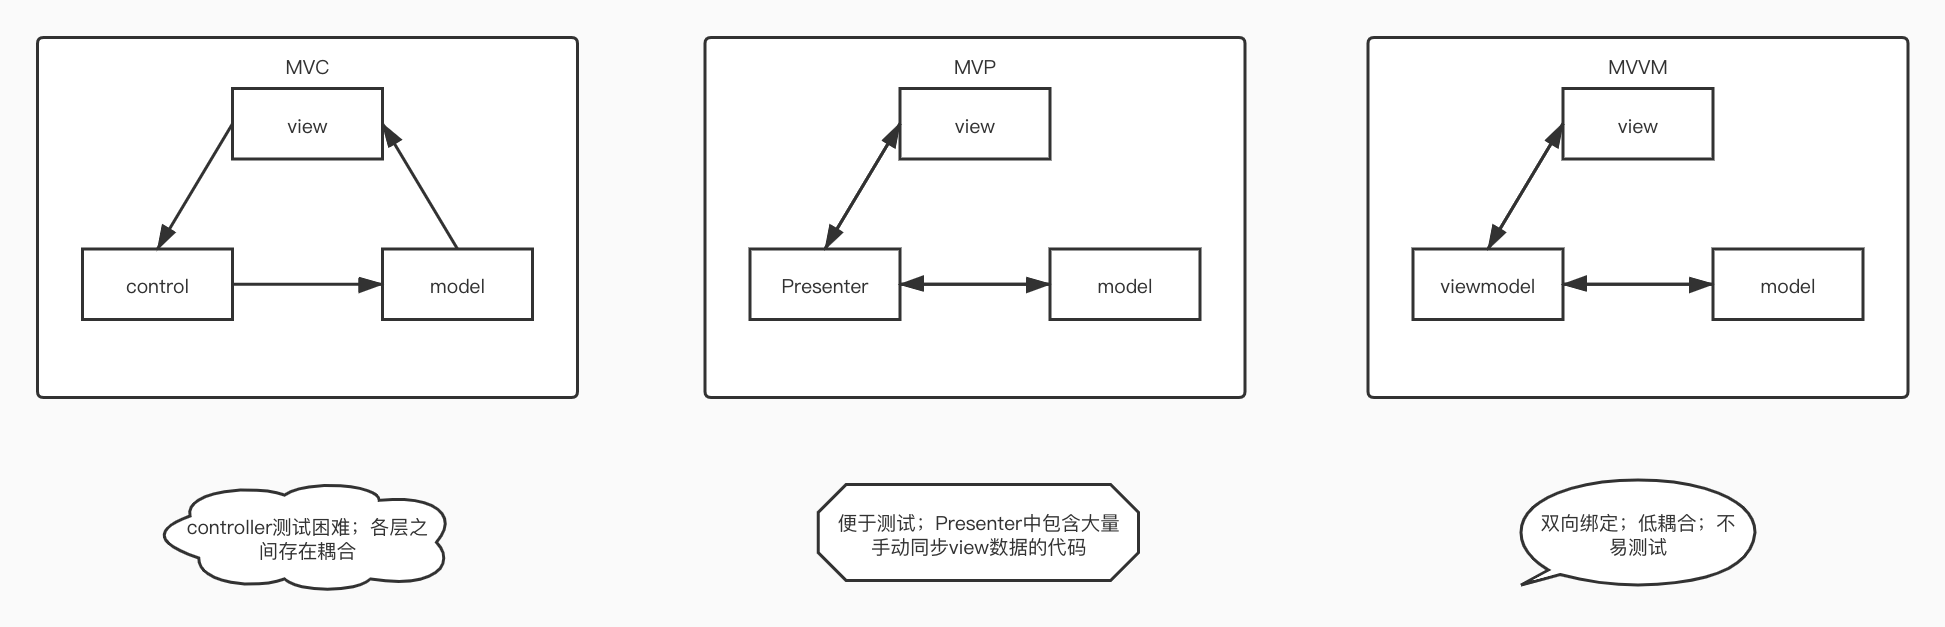 MVC
view
control
model
MVP
view
Presenter
model
MVVM
view
viewmodel
model
controller测试困难；各层之
间存在耦合
便于测试；Presenter中包含大量
手动同步view数据的代码
双向绑定；低耦合；不
易测试